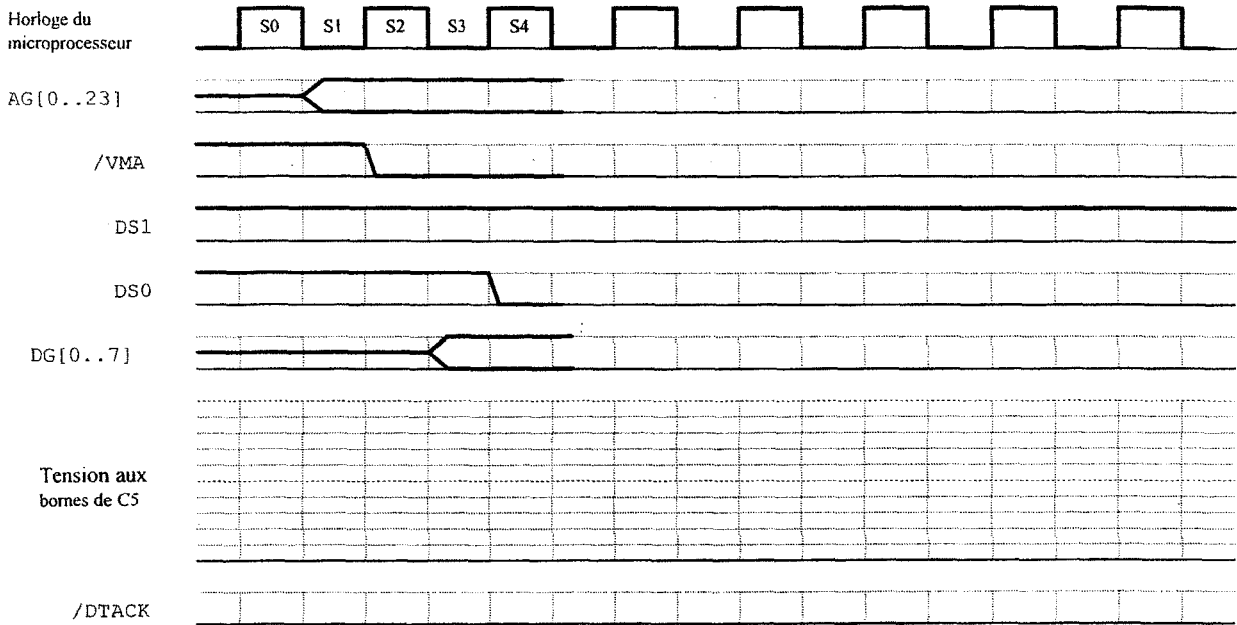 Horloge du
microprocesseur
S0 S1 S2 S3 S4
AG[0..23]
/VMA
DS1
DS0
DG[0..7]
Tension aux
bornes de C5
/DTACK